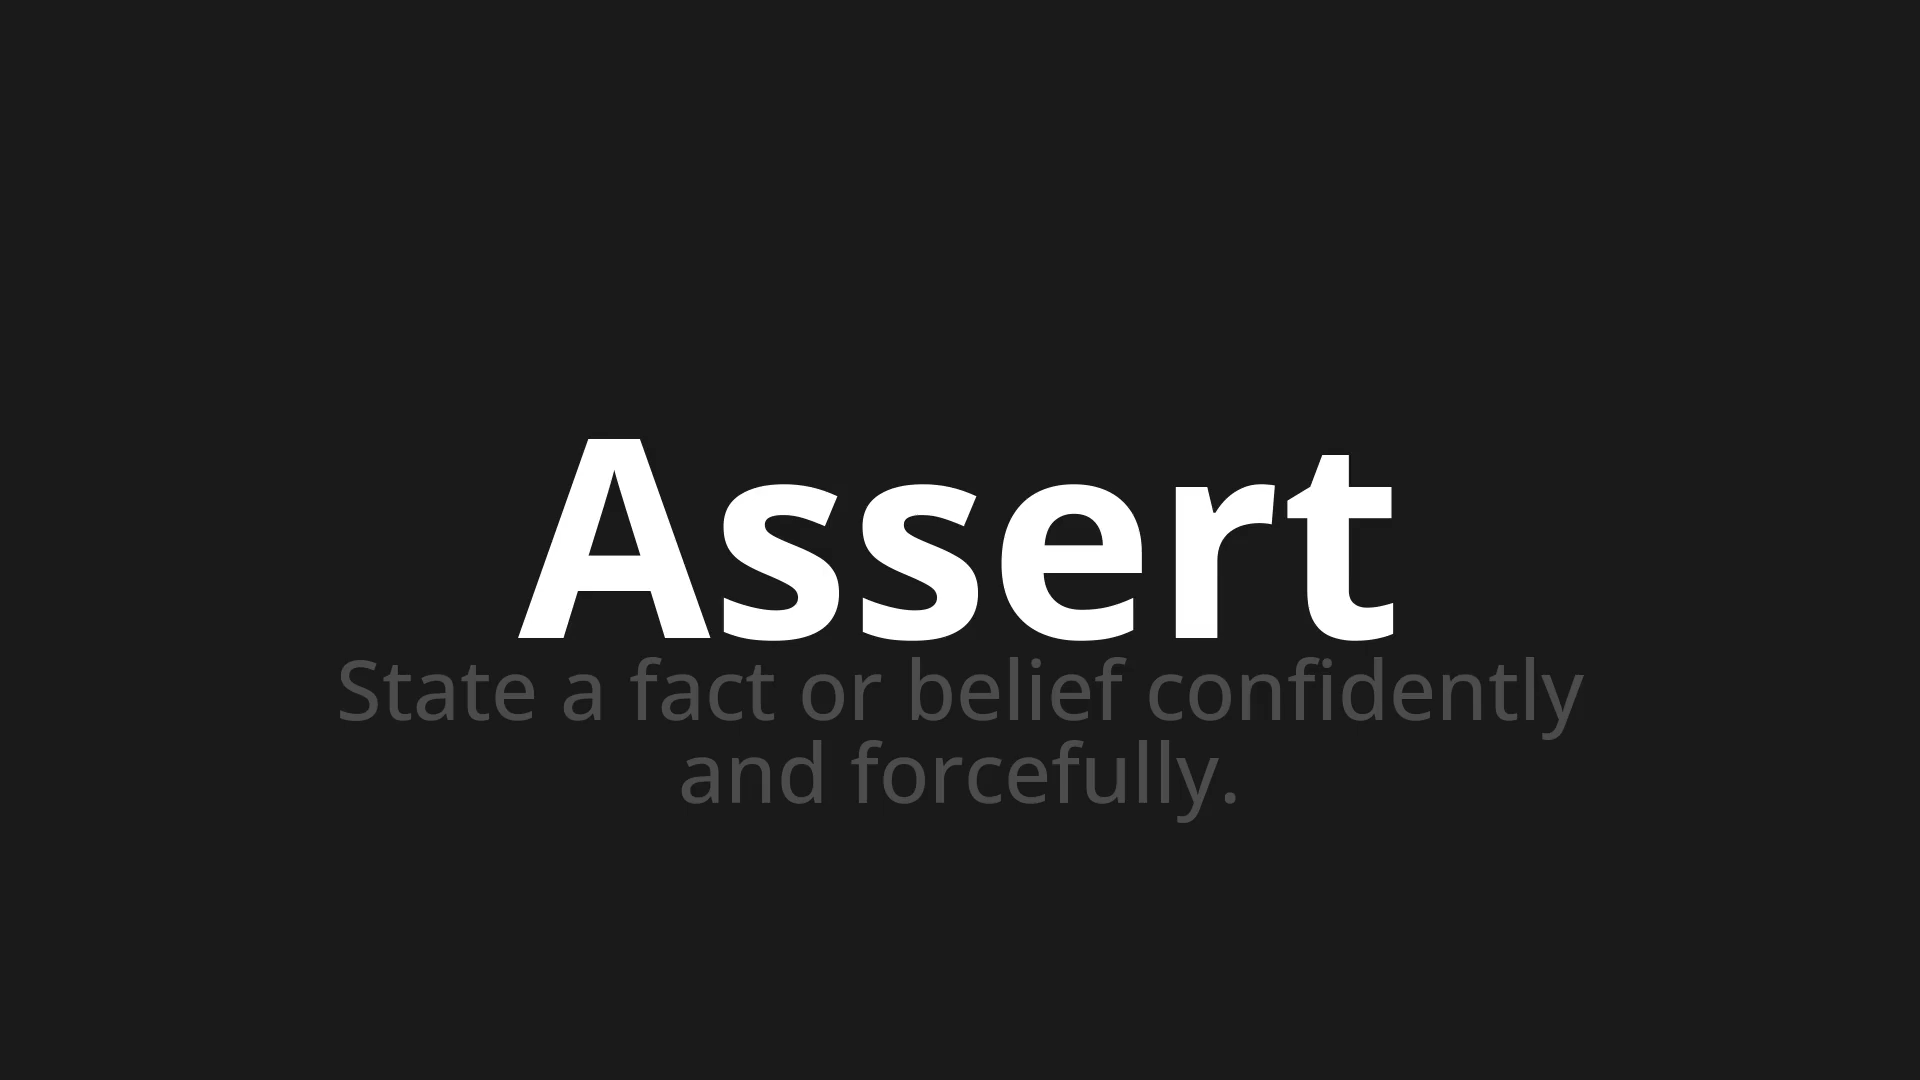 Assert
State a fact or belief confidently
and forcefully.